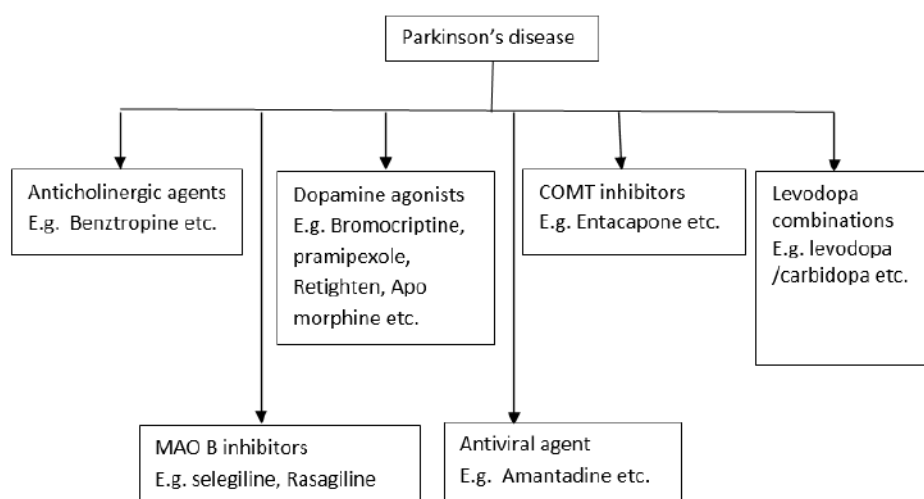 Parkinson's disease
Anticholinergic agents
E.g.  Benztropine etc.
Dopamine agonists
E.g. Bromocriptine,
pramipexole,
Retighten, Apo
morphine etc.
COMT inhibitors
E.g. Entacapone etc.
Levodopa
combinations
E.g. levodopa
/carbidopa etc.
MAO B inhibitors
E.g. selegiline, Rasagiline
Antiviral agent
E.g.  Amantadine etc.